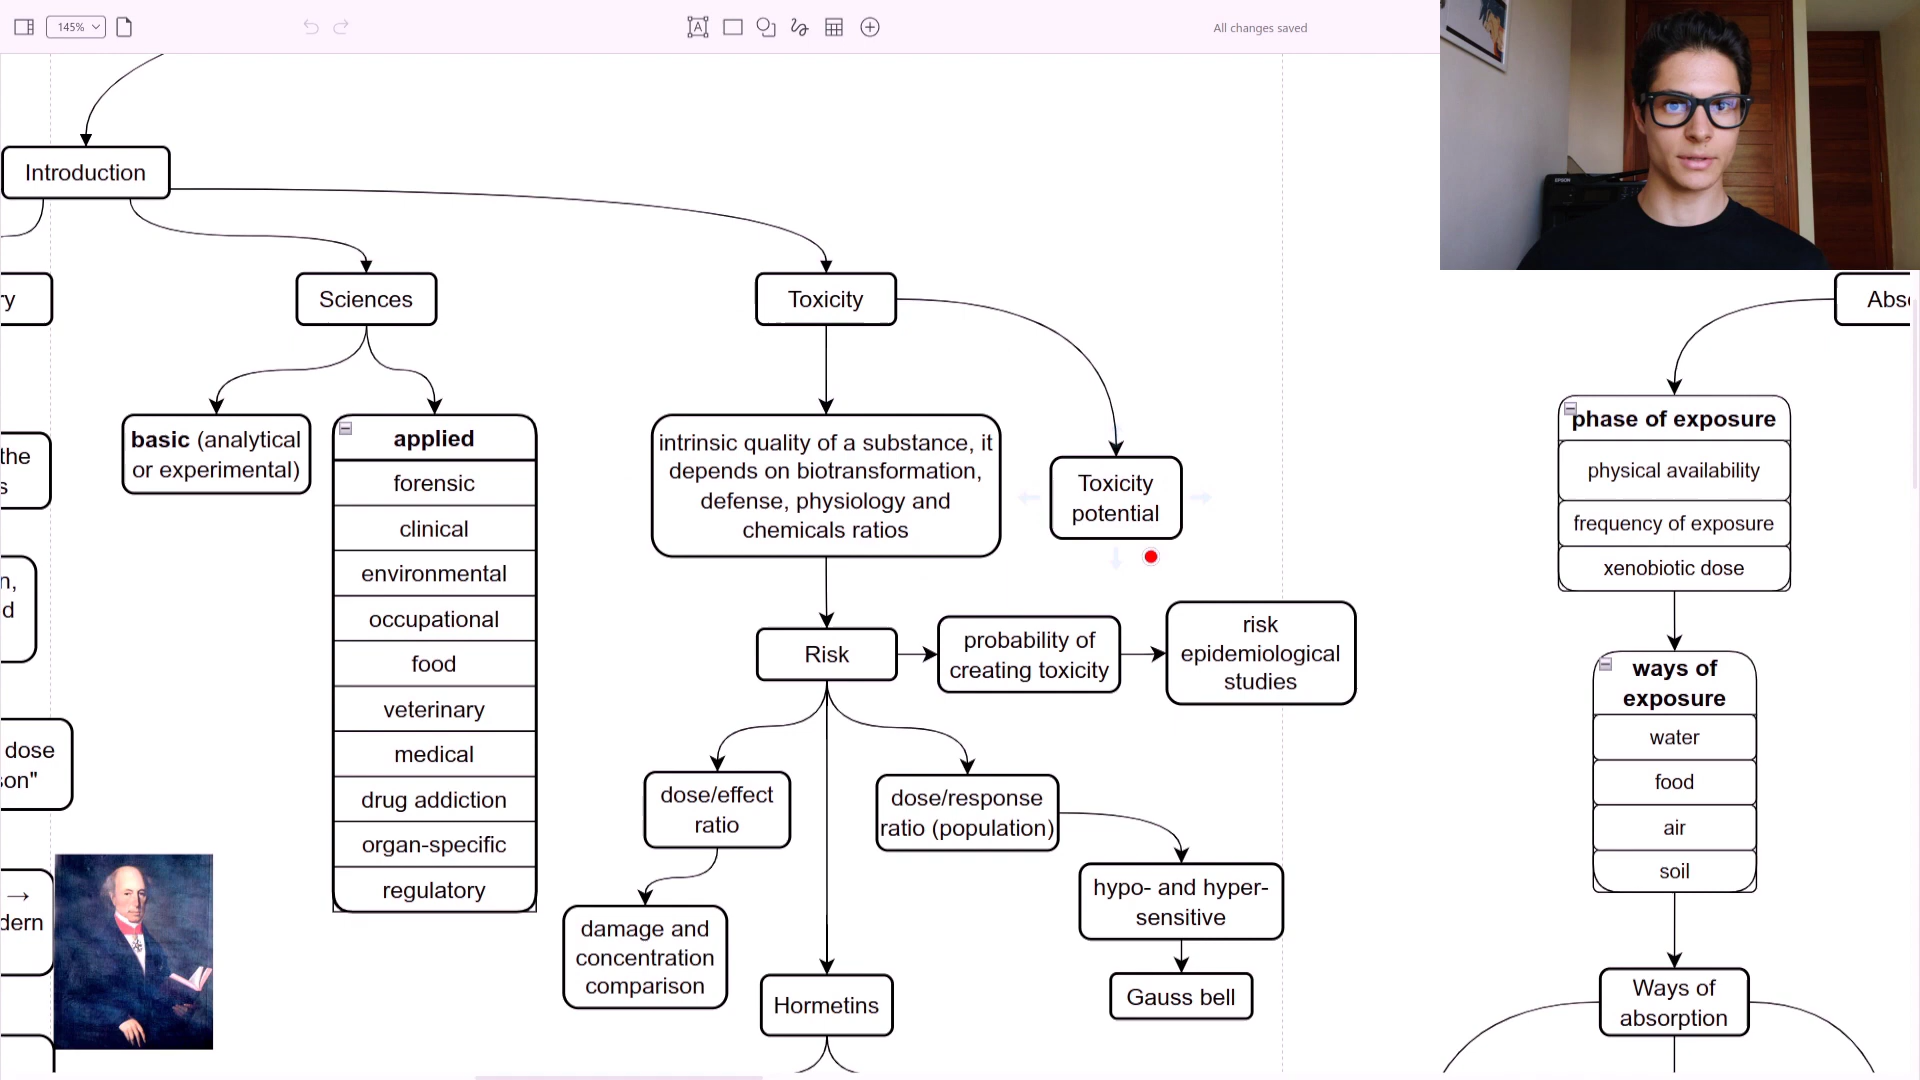 145%
All changes saved
EPSON
Introduction
ry
Sciences
Toxicity
basic (analytical
or experimental)
applied
forensic
clinical
environmental
occupational
food
veterinary
medical
drug addiction
organ-specific
regulatory
the
s
n,
d
dose
son"
→
dern
intrinsic quality of a substance, it
depends on biotransformation,
defense, physiology and
chemicals ratios
Toxicity
potential
Risk
probability of
creating toxicity
risk
epidemiological
studies
dose/effect
ratio
dose/response
ratio (population)
damage and
concentration
comparison
Hormetins
hypo- and hyper-
sensitive
Gauss bell
Abs
phase of exposure
physical availability
frequency of exposure
xenobiotic dose
ways of
exposure
water
food
air
soil
Ways of
absorption